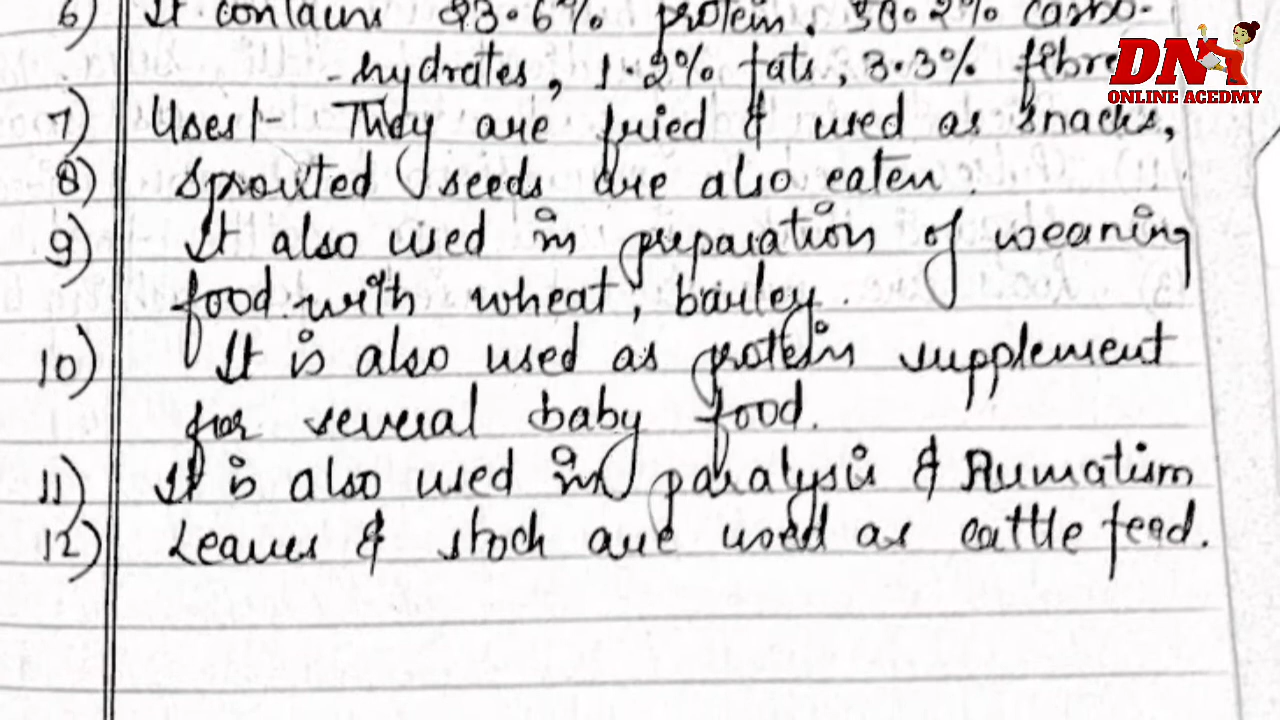 6) It contains 23.6% protein, 58.2% carbo-
-hydrates, 1.2% fats, 3.3% fibre
DN
ONLINE ACEDMY
7) Uses:- They are fried & used as snacks,
8) Sprouted seeds are also eaten.
9) It also used in preparation of weaning
food with wheat, barley.
10) It is also used as protein supplement
for several baby food.
11) It is also used in paralysis & Rumatism
12) Leaves & stock are used as cattle feed.